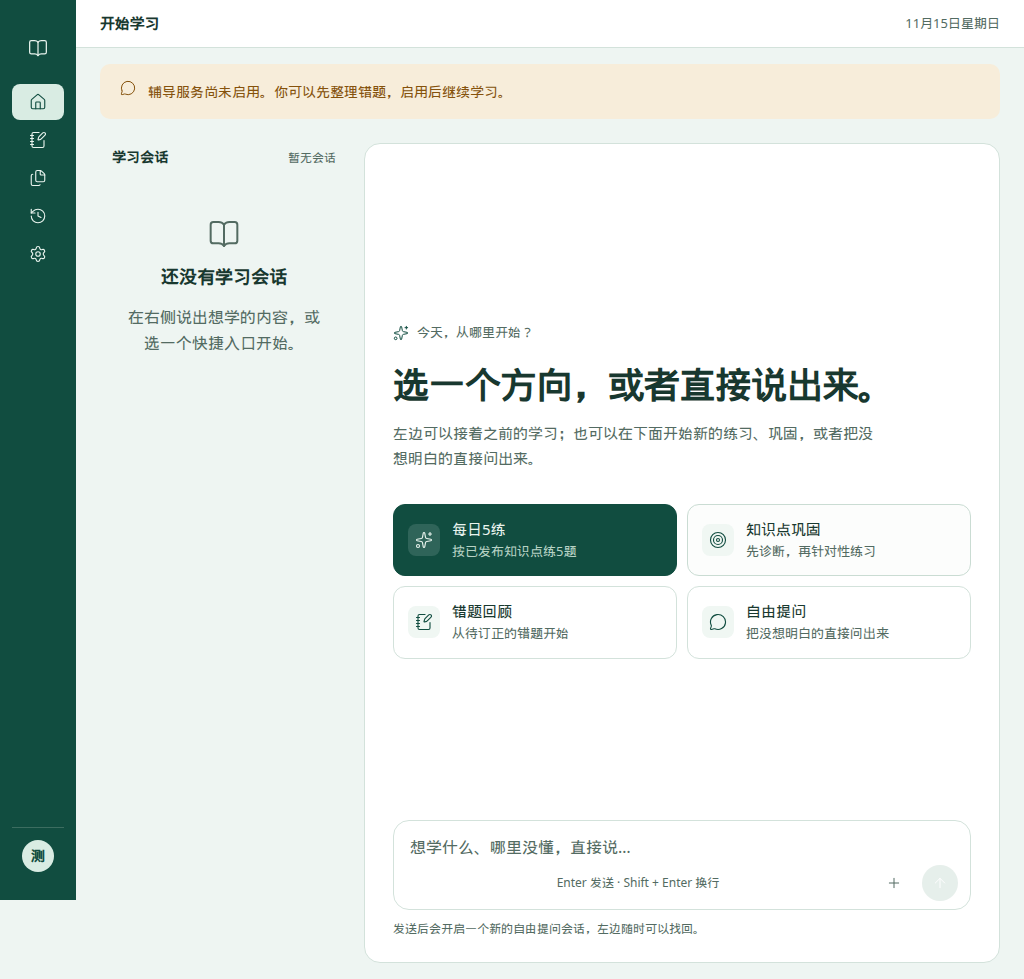 开始学习
11月15日星期日
辅导服务尚未启用。你可以先整理错题，启用后继续学习。
学习会话
暂无会话
还没有学习会话
在右侧说出想学的内容，或
选一个快捷入口开始。
今天，从哪里开始？
选一个方向，或者直接说出来。
左边可以接着之前的学习；也可以在下面开始新的练习、巩固，或者把没
想明白的直接问出来。
每日5练
按已发布知识点练5题
知识点巩固
先诊断，再针对性练习
错题回顾
从待订正的错题开始
自由提问
把没想明白的直接问出来
想学什么、哪里没懂，直接说...
Enter 发送 · Shift + Enter 换行
发送后会开启一个新的自由提问会话，左边随时可以找回。
测